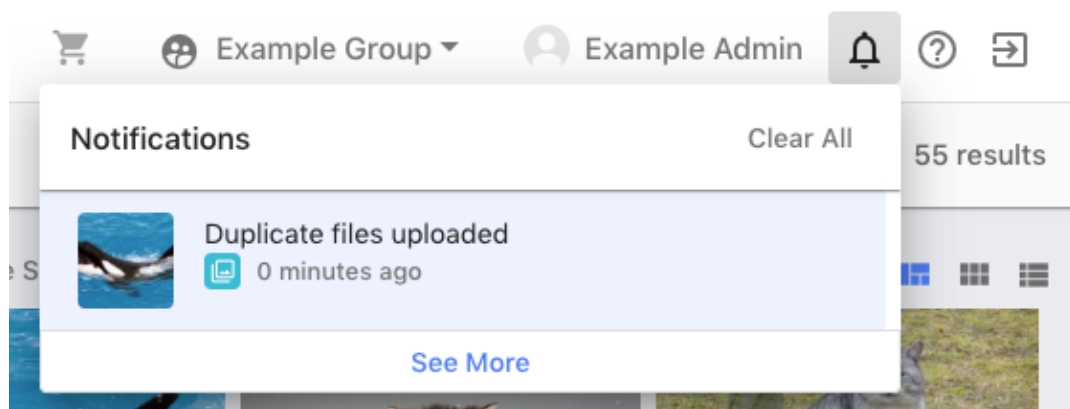 Example Group
Example Admin
Notifications
Clear All
55 results
Duplicate files uploaded
0 minutes ago
e S
See More